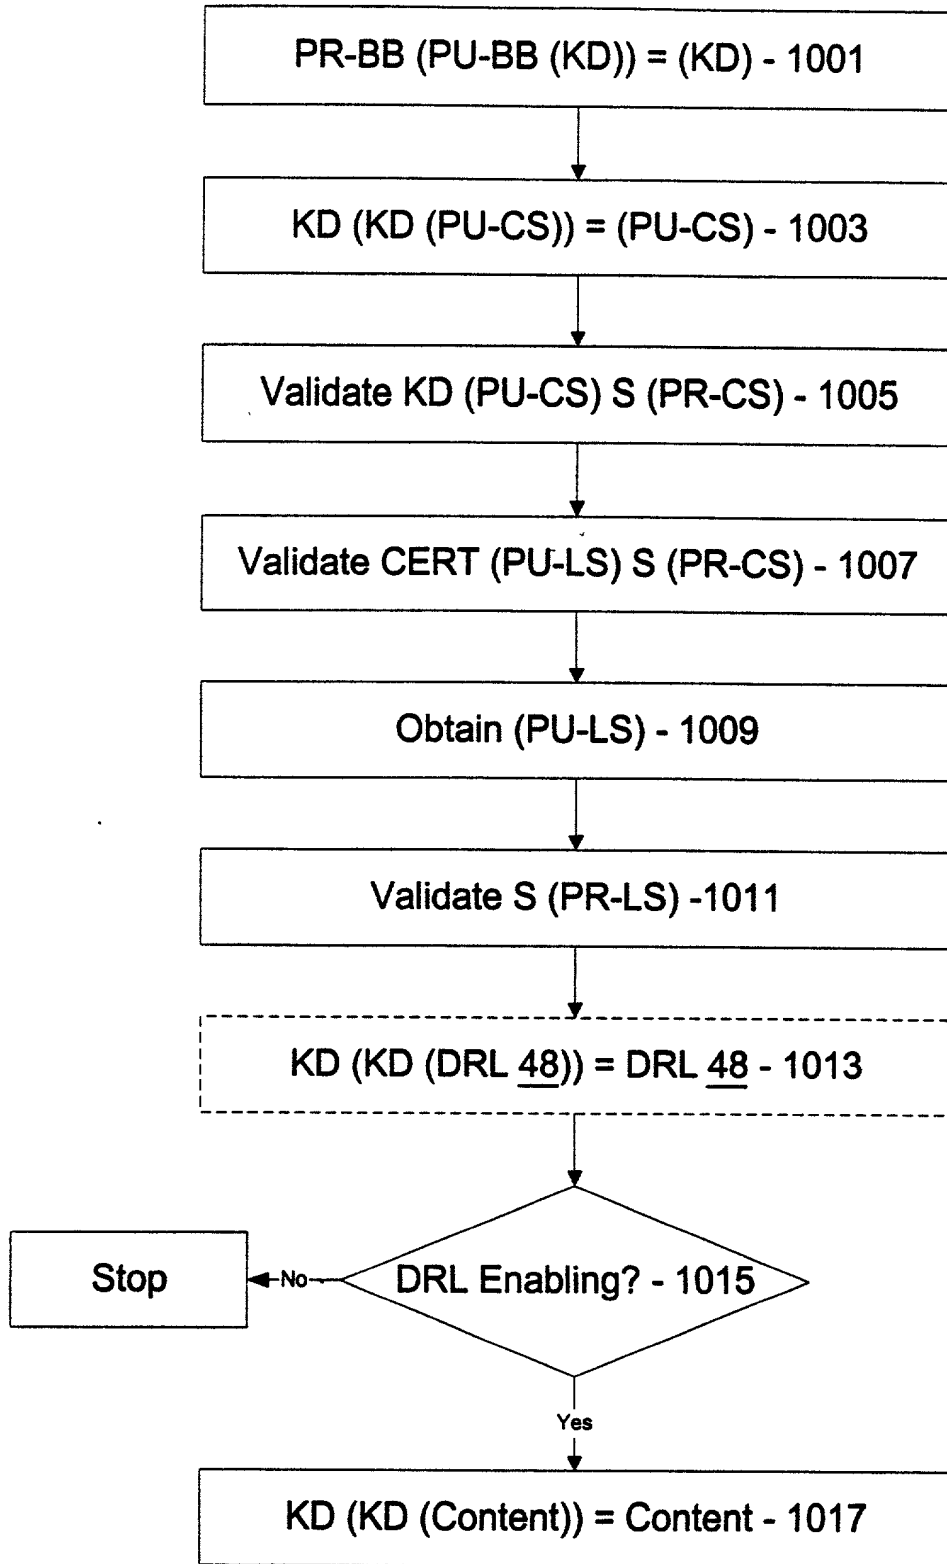 PR-BB (PU-BB (KD)) = (KD) - 1001
KD (KD (PU-CS)) = (PU-CS) - 1003
Validate KD (PU-CS) S (PR-CS) - 1005
Validate CERT (PU-LS) S (PR-CS) - 1007
Obtain (PU-LS) - 1009
Validate S (PR-LS) -1011
KD (KD (DRL 48)) = DRL 48 - 1013
DRL Enabling? - 1015
No
Stop
Yes
KD (KD (Content)) = Content - 1017